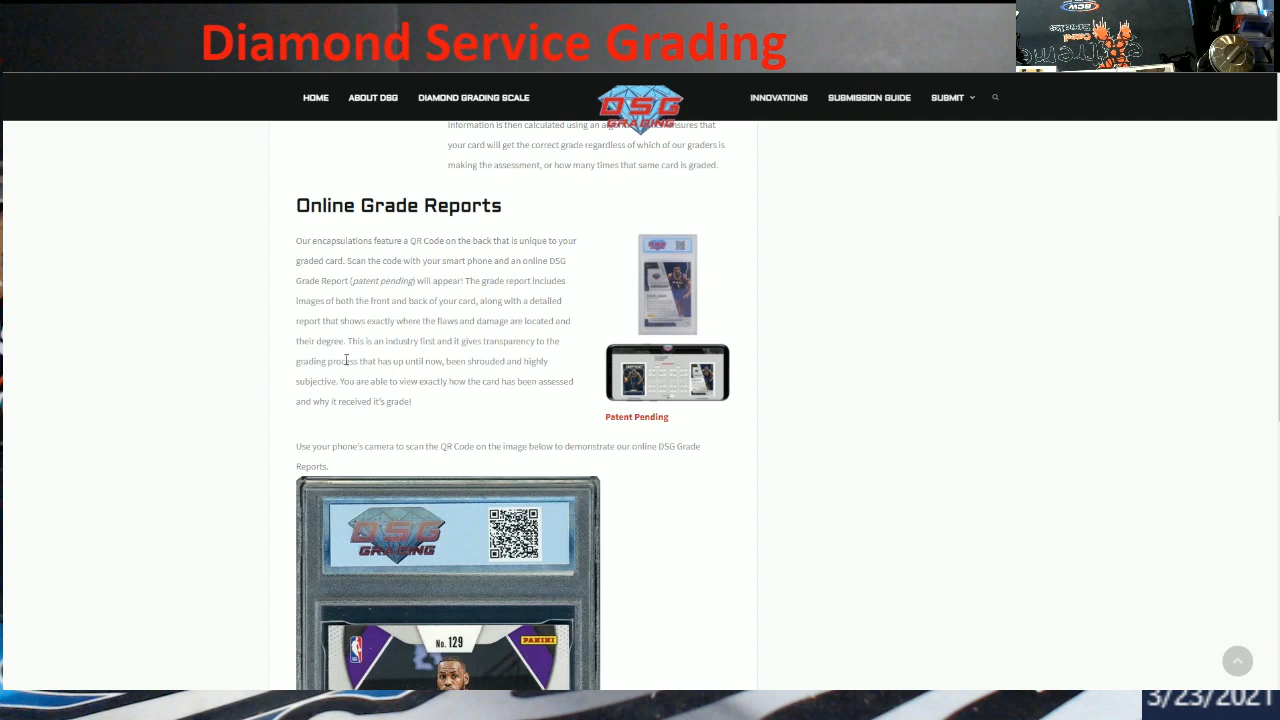 Diamond Service Grading
HOME
ABOUT DSG
DIAMOND GRADING SCALE
DSG
GRADING
INNOVATIONS
SUBMISSION GUIDE
SUBMIT
information is then calculated using an ensures that
your card will get the correct grade regardless of which of our graders is
making the assessment, or how many times that same card is graded.
Online Grade Reports
Our encapsulations feature a QR Code on the back that is unique to your
graded card. Scan the code with your smart phone and an online DSG
Grade Report (patent pending) will appear! The grade report includes
images of both the front and back of your card, along with a detailed
report that shows exactly where the flaws and damage are located and
their degree. This is an industry first and it gives transparency to the
grading process that has up until now, been shrouded and highly
subjective. You are able to view exactly how the card has been assessed
and why it received it's grade!
Patent Pending
Use your phone's camera to scan the QR Code on the image below to demonstrate our online DSG Grade
Reports.
DSG
GRADING
No. 129
PANINI
3/23/2021